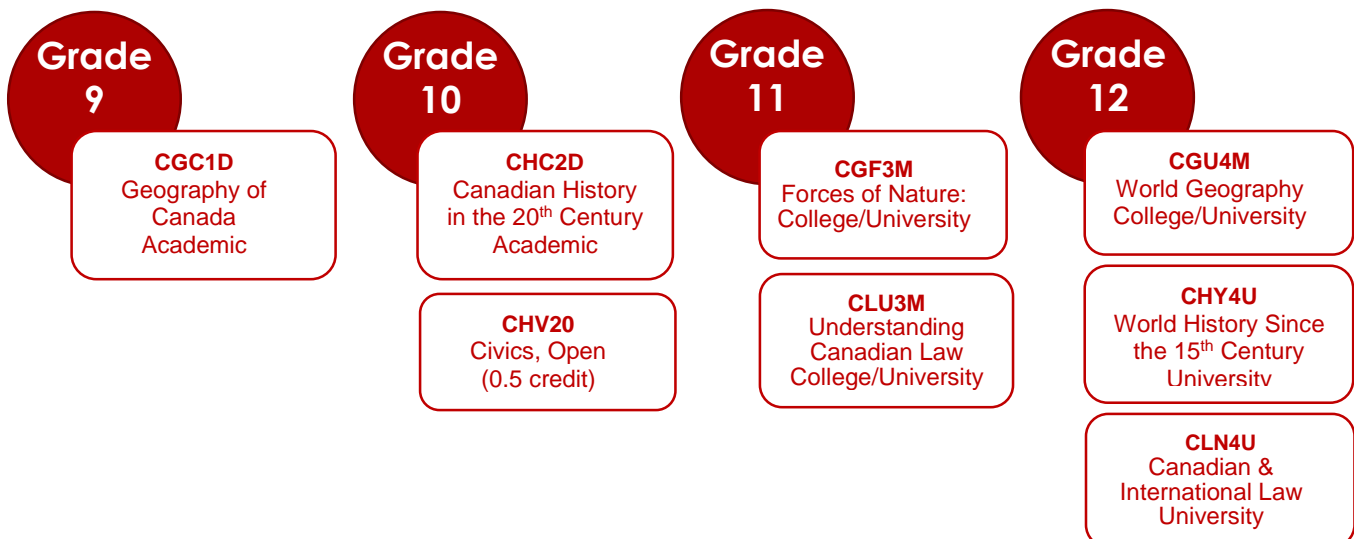 Grade
9
CGC1D
Geography of
Canada
Academic
Grade
10
CHC2D
Canadian History
in the 20th Century
Academic
CHV20
Civics, Open
(0.5 credit)
Grade
11
CGF3M
Forces of Nature:
College/University
CLU3M
Understanding
Canadian Law
College/University
Grade
12
CGU4M
World Geography
College/University
CHY4U
World History Since
the 15th Century
University
CLN4U
Canadian &
International Law
University